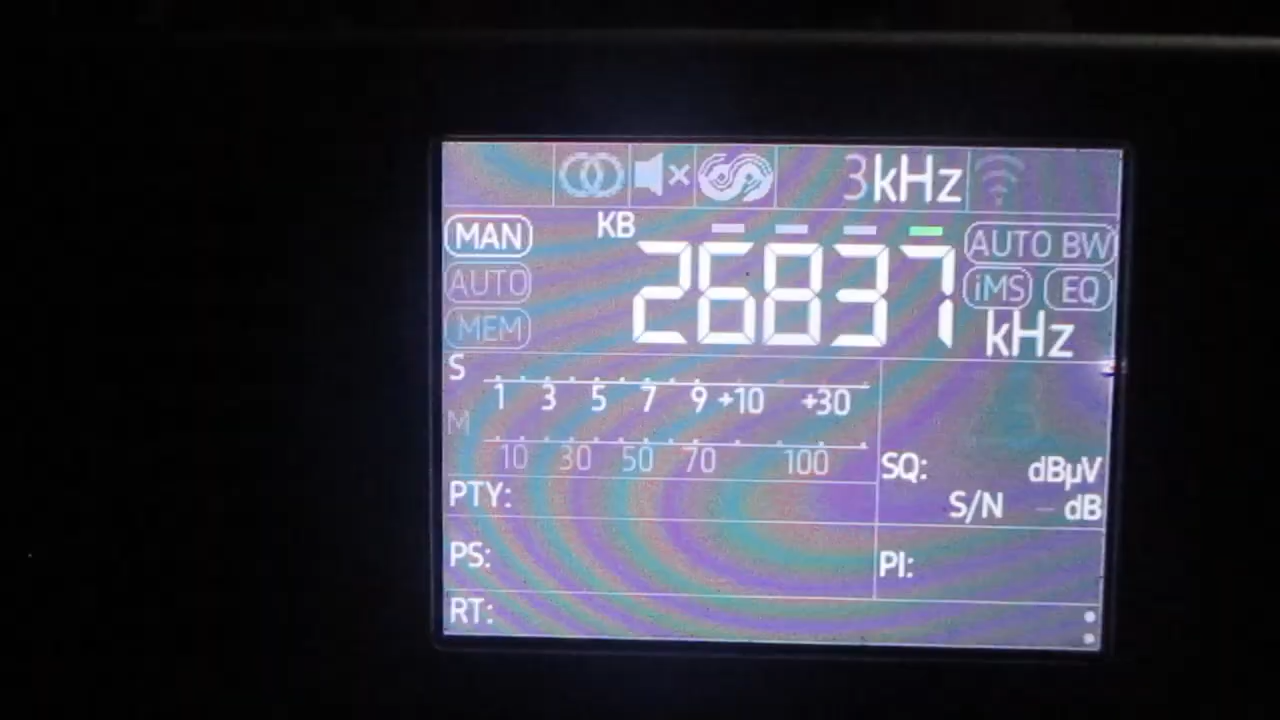 3kHz
MAN KB 26837 kHz AUTO BW
AUTO iMS EQ
MEM
S 1 3 5 7 9 +10 +30
M 10 30 50 70 100
SQ: dBµV
S/N – dB
PTY:
PS: PI:
RT: